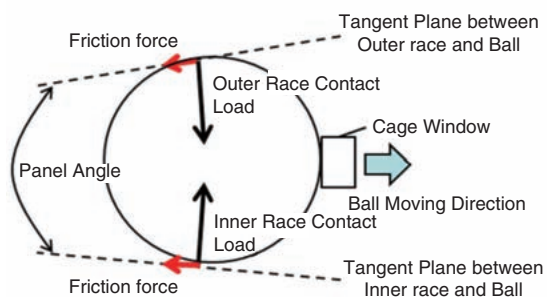 Tangent Plane between
Outer race and Ball
Friction force
Outer Race Contact
Load
Cage Window
Panel Angle
Ball Moving Direction
Inner Race Contact
Load
Tangent Plane between
Inner race and Ball
Friction force